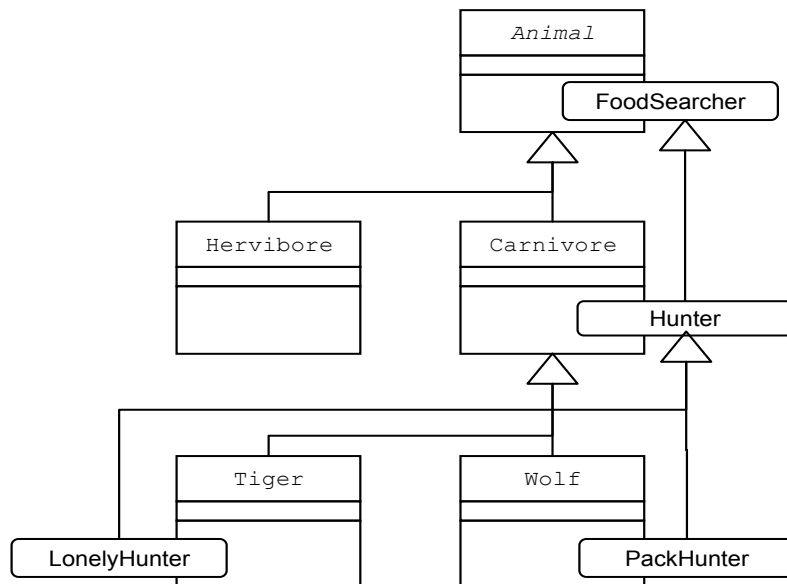 Animal
FoodSearcher
Hervibore
Carnivore
Hunter
Tiger
Wolf
LonelyHunter
PackHunter